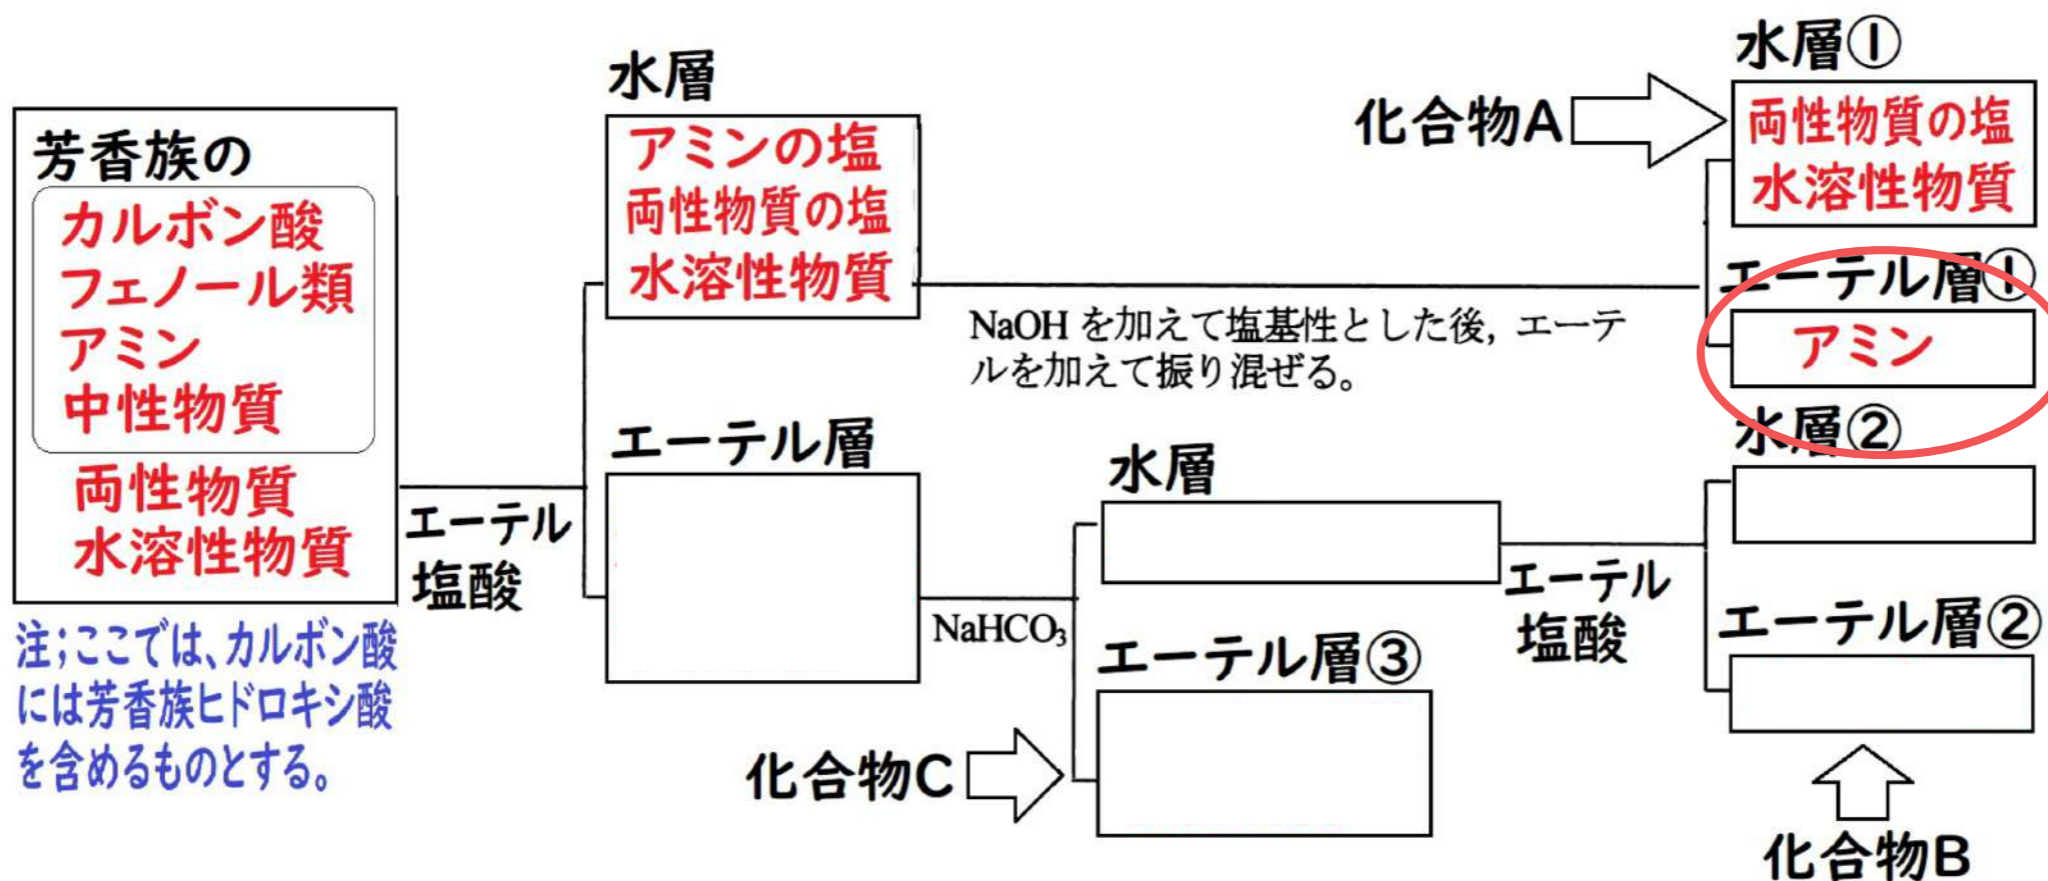 芳香族の
カルボン酸
フェノール類
アミン
中性物質
両性物質
水溶性物質
注;ここでは、カルボン酸
には芳香族ヒドロキシ酸
を含めるものとする。
エーテル
塩酸
水層
アミンの塩
両性物質の塩
水溶性物質
エーテル層
NaOH を加えて塩基性とした後, エーテ
ルを加えて振り混ぜる。
化合物A
水層①
両性物質の塩
水溶性物質
エーテル層①
アミン
NaHCO₃
水層
エーテル層③
化合物C
エーテル
塩酸
水層②
エーテル層②
化合物B